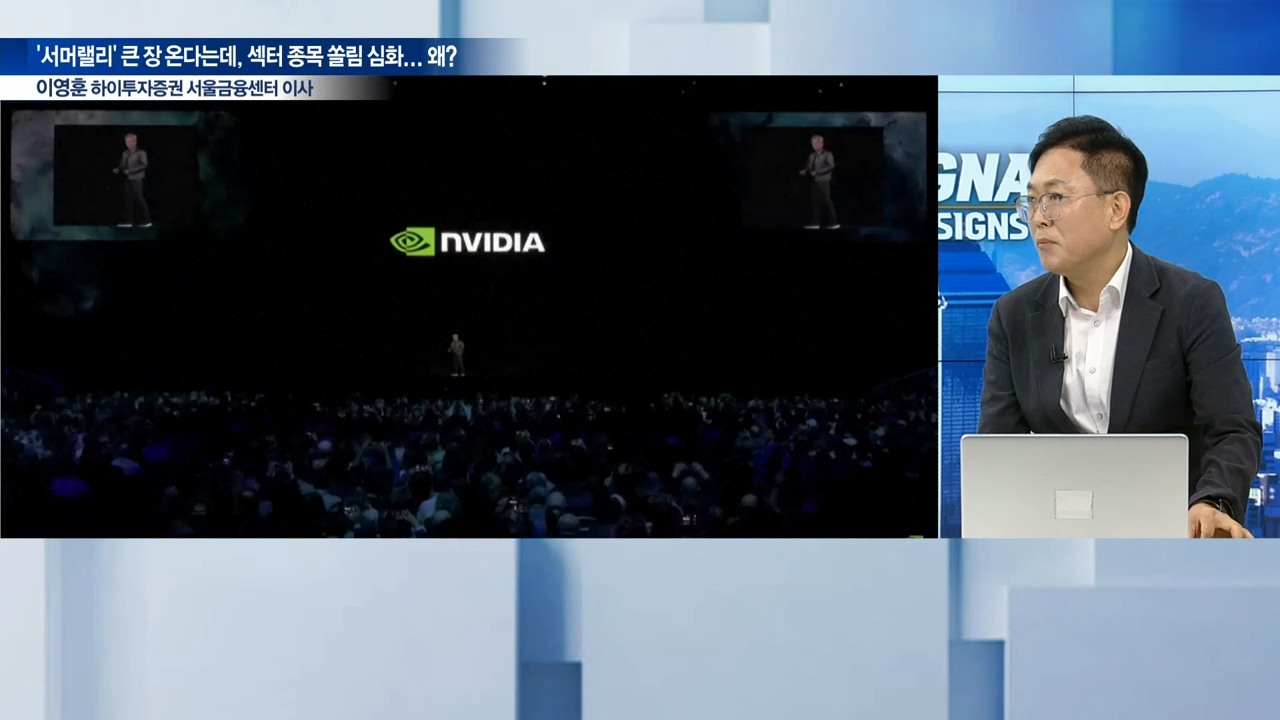 '서머랠리' 큰 장 온다는데, 섹터 종목 쏠림 심화... 왜?
이영훈 하이투자증권 서울금융센터 이사
NVIDIA
GNA
SIGNS